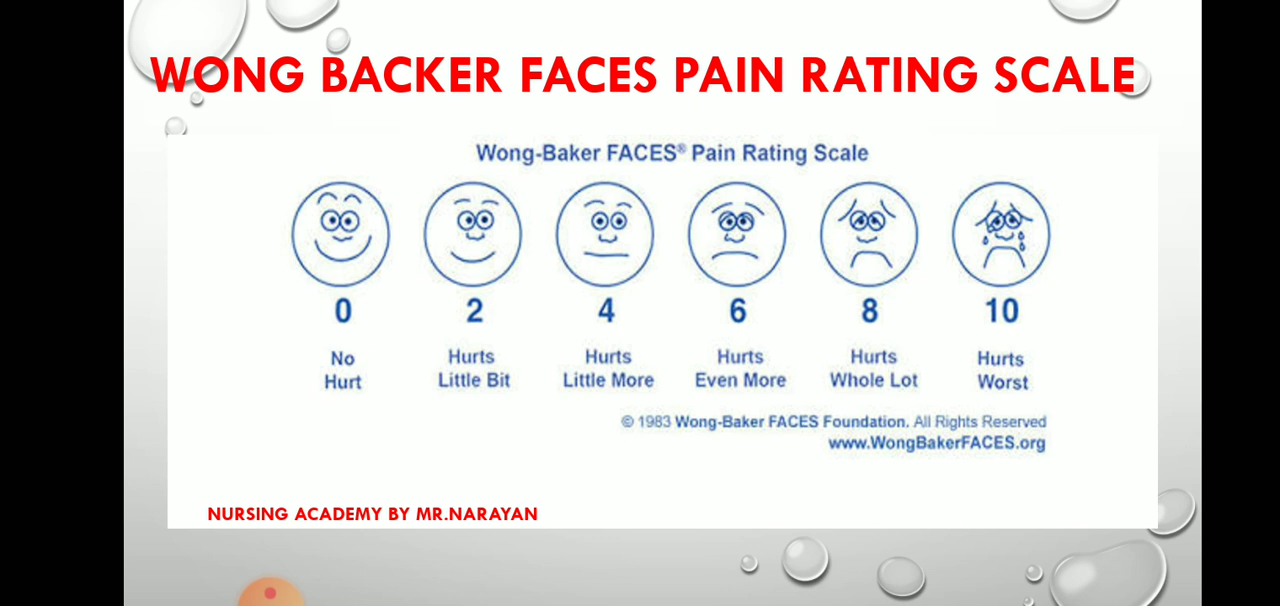 WONG BACKER FACES PAIN RATING SCALE
Wong-Baker FACES® Pain Rating Scale
0 2 4 6 8 10
No Hurts Hurts Hurts Hurts Hurts
Hurt Little Bit Little More Even More Whole Lot Worst
© 1983 Wong-Baker FACES Foundation. All Rights Reserved
www.WongBakerFACES.org
NURSING ACADEMY BY MR.NARAYAN